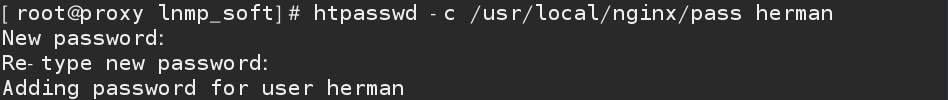 [root@proxy lnmp_soft]# htpasswd -c /usr/local/nginx/pass herman
New password:
Re-type new password:
Adding password for user herman